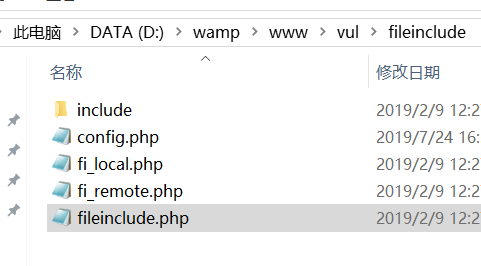 此电脑 › DATA (D:) › wamp › www › vul › fileinclude
名称 修改日期
include 2019/2/9 12:2
config.php 2019/7/24 16:
fi_local.php 2019/2/9 12:2
fi_remote.php 2019/2/9 12:2
fileinclude.php 2019/2/9 12:2